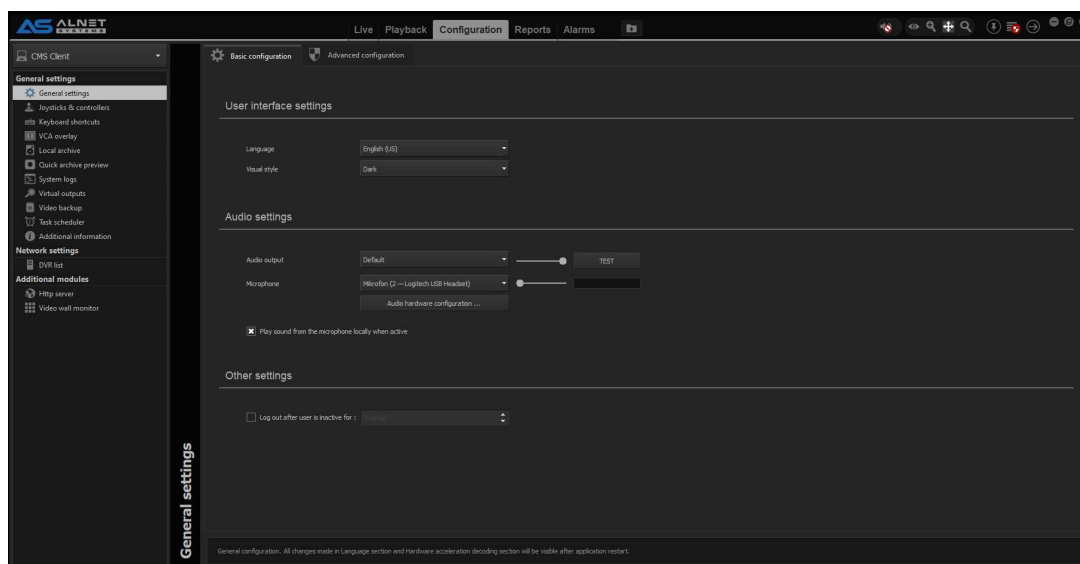 ALNET
SYSTEMS
Live Playback Configuration Reports Alarms
CMS Client
General settings
General settings
Joysticks & controllers
Keyboard shortcuts
VCA overlay
Local archive
Quick archive preview
System logs
Virtual outputs
Video backup
Task scheduler
Additional information
Network settings
DVR list
Additional modules
Http server
Video wall monitor
General settings
Basic configuration Advanced configuration
User interface settings
Language English (US)
Visual style Dark
Audio settings
Audio output Default TEST
Microphone Mikrofon (2 — Logitech USB Headset)
Audio hardware configuration ...
Play sound from the microphone locally when active
Other settings
Log out after user is inactive for :
General configuration. All changes made in Language section and Hardware acceleration decoding section will be visible after application restart.